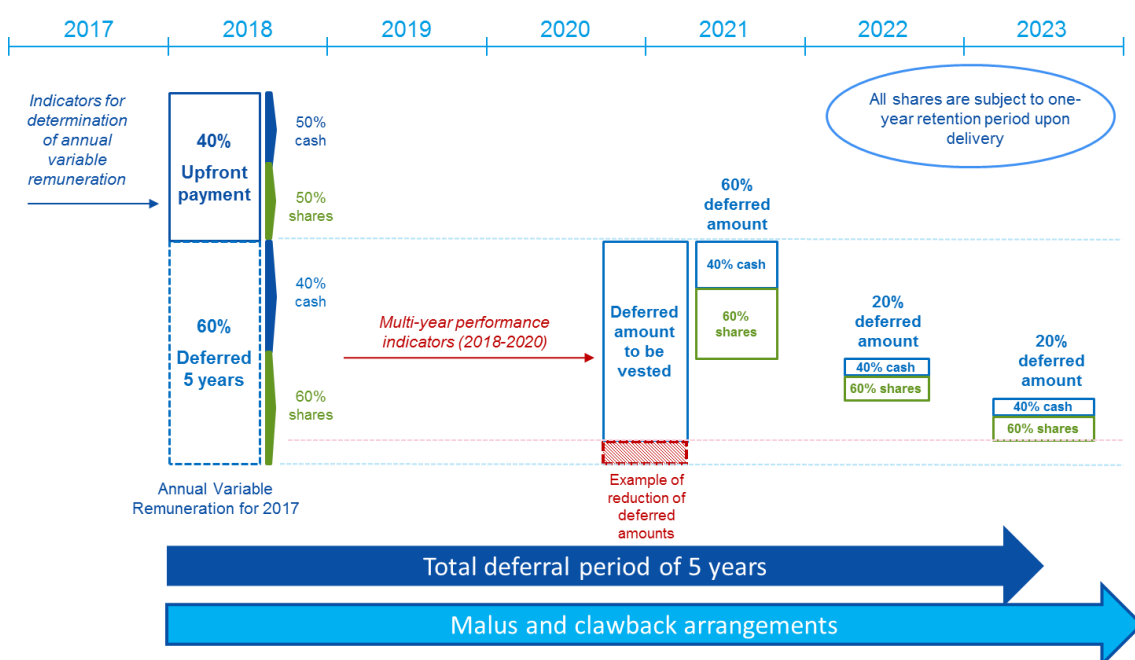 2017
2018
2019
2020
2021
2022
2023
Indicators for
determination
of annual
variable
remuneration
40%
Upfront
payment
50%
cash
50%
shares
All shares are subject to one-
year retention period upon
delivery
60%
Deferred
5 years
40%
cash
60%
shares
Multi-year performance
indicators (2018-2020)
Deferred
amount
to be
vested
60%
deferred
amount
40% cash
60%
shares
20%
deferred
amount
40% cash
60% shares
20%
deferred
amount
40% cash
60% shares
Annual Variable
Remuneration for 2017
Example of
reduction of
deferred
amounts
Total deferral period of 5 years
Malus and clawback arrangements